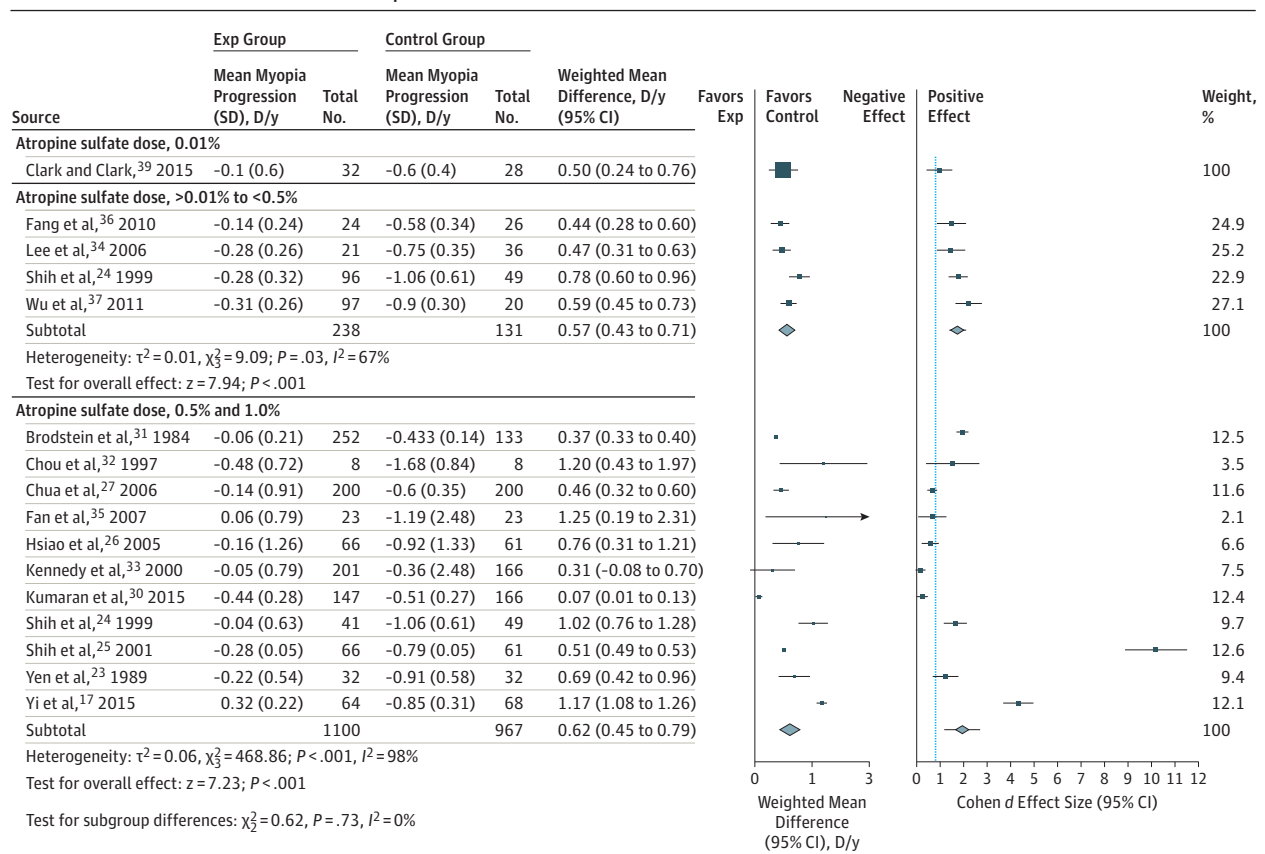 Exp Group Control Group
Mean Myopia Progression (SD), D/y Total No. Mean Myopia Progression (SD), D/y Total No. Weighted Mean Difference, D/y (95% CI) Favors Exp Favors Control Negative Effect Positive Effect Weight, %
Source
Atropine sulfate dose, 0.01%
Clark and Clark,39 2015 -0.1 (0.6) 32 -0.6 (0.4) 28 0.50 (0.24 to 0.76) 100
Atropine sulfate dose, >0.01% to <0.5%
Fang et al,36 2010 -0.14 (0.24) 24 -0.58 (0.34) 26 0.44 (0.28 to 0.60) 24.9
Lee et al,34 2006 -0.28 (0.26) 21 -0.75 (0.35) 36 0.47 (0.31 to 0.63) 25.2
Shih et al,24 1999 -0.28 (0.32) 96 -1.06 (0.61) 49 0.78 (0.60 to 0.96) 22.9
Wu et al,37 2011 -0.31 (0.26) 97 -0.9 (0.30) 20 0.59 (0.45 to 0.73) 27.1
Subtotal 238 131 0.57 (0.43 to 0.71) 100
Heterogeneity: τ2 = 0.01, χ23 = 9.09; P = .03, I2 = 67%
Test for overall effect: z = 7.94; P < .001
Atropine sulfate dose, 0.5% and 1.0%
Brodstein et al,31 1984 -0.06 (0.21) 252 -0.433 (0.14) 133 0.37 (0.33 to 0.40) 12.5
Chou et al,32 1997 -0.48 (0.72) 8 -1.68 (0.84) 8 1.20 (0.43 to 1.97) 3.5
Chua et al,27 2006 -0.14 (0.91) 200 -0.6 (0.35) 200 0.46 (0.32 to 0.60) 11.6
Fan et al,35 2007 0.06 (0.79) 23 -1.19 (2.48) 23 1.25 (0.19 to 2.31) 2.1
Hsiao et al,26 2005 -0.16 (1.26) 66 -0.92 (1.33) 61 0.76 (0.31 to 1.21) 6.6
Kennedy et al,33 2000 -0.05 (0.79) 201 -0.36 (2.48) 166 0.31 (-0.08 to 0.70) 7.5
Kumaran et al,30 2015 -0.44 (0.28) 147 -0.51 (0.27) 166 0.07 (0.01 to 0.13) 12.4
Shih et al,24 1999 -0.04 (0.63) 41 -1.06 (0.61) 49 1.02 (0.76 to 1.28) 9.7
Shih et al,25 2001 -0.28 (0.05) 66 -0.79 (0.05) 61 0.51 (0.49 to 0.53) 12.6
Yen et al,23 1989 -0.22 (0.54) 32 -0.91 (0.58) 32 0.69 (0.42 to 0.96) 9.4
Yi et al,17 2015 0.32 (0.22) 64 -0.85 (0.31) 68 1.17 (1.08 to 1.26) 12.1
Subtotal 1100 967 0.62 (0.45 to 0.79) 100
Heterogeneity: τ2 = 0.06, χ23 = 468.86; P < .001, I2 = 98%
Test for overall effect: z = 7.23; P < .001
Test for subgroup differences: χ22 = 0.62, P = .73, I2 = 0%
0 1 3 0 1 2 3 4 5 6 7 8 9 10 11 12
Weighted Mean Difference (95% CI), D/y
Cohen d Effect Size (95% CI)